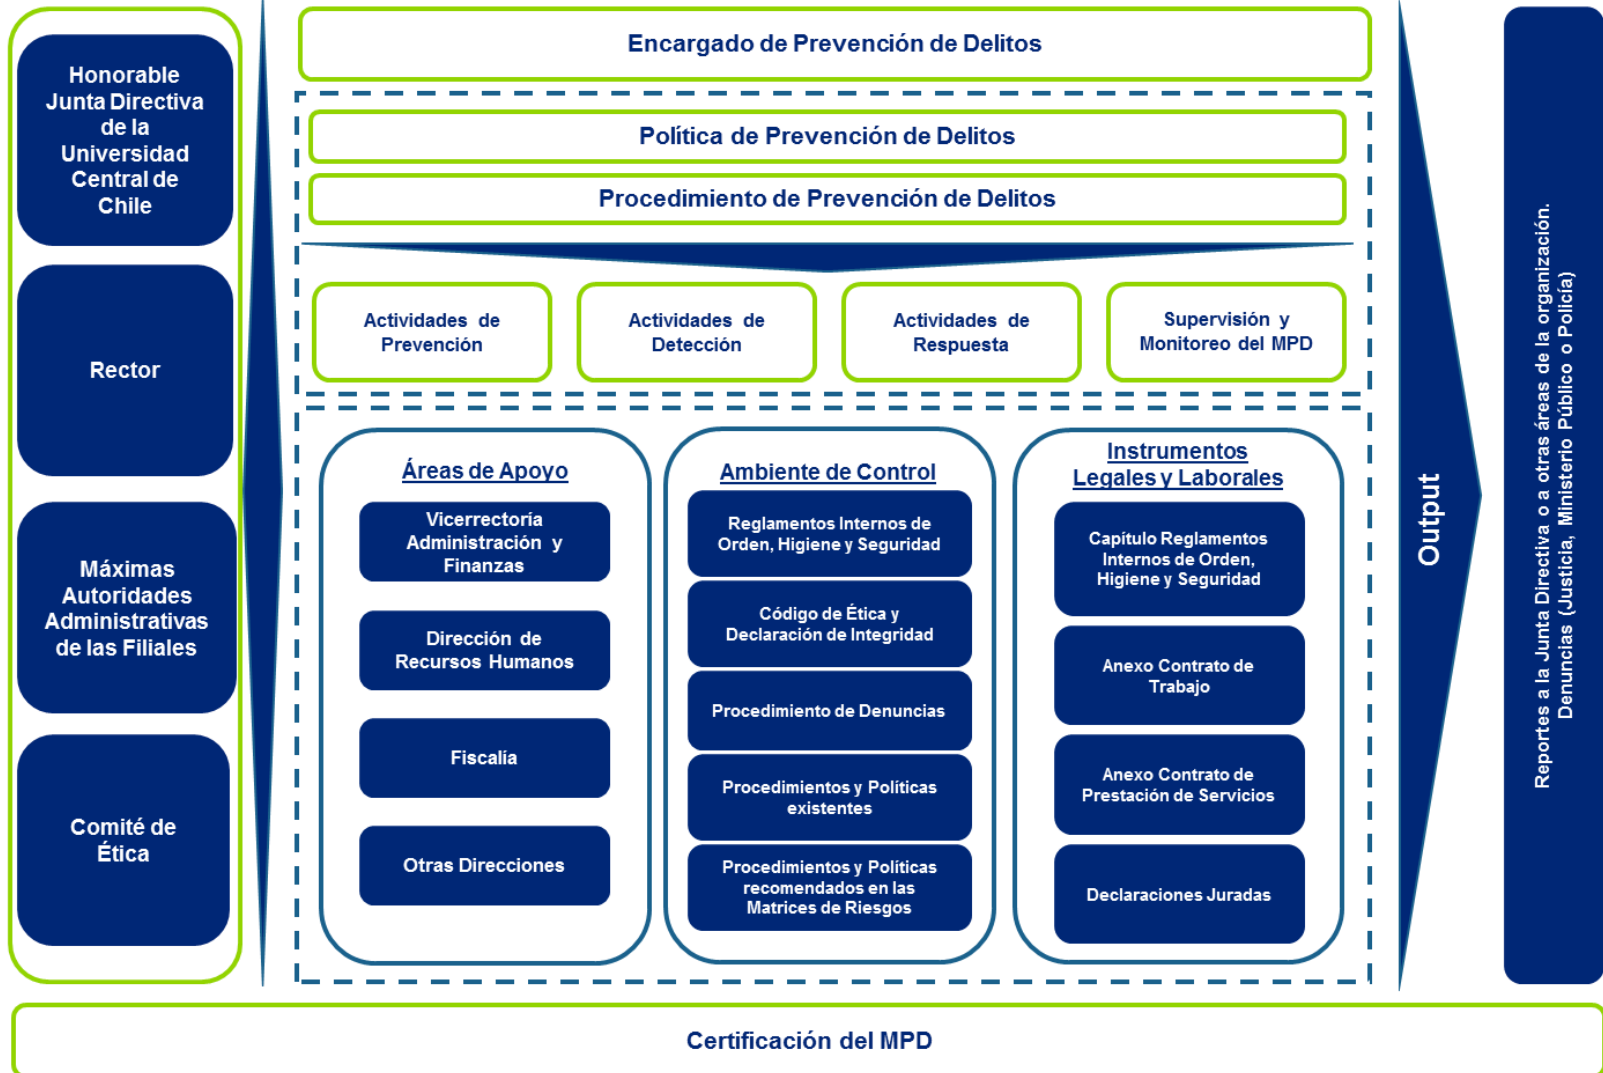 Honorable
Junta Directiva
de la
Universidad
Central de
Chile
Rector
Máximas
Autoridades
Administrativas
de las Filiales
Comité de
Ética
Encargado de Prevención de Delitos
Política de Prevención de Delitos
Procedimiento de Prevención de Delitos
Actividades de
Prevención
Actividades de
Detección
Actividades de
Respuesta
Supervisión y
Monitoreo del MPD
Áreas de Apoyo
Vicerrectoría
Administración y
Finanzas
Dirección de
Recursos Humanos
Fiscalía
Otras Direcciones
Ambiente de Control
Reglamentos Internos de
Orden, Higiene y Seguridad
Código de Ética y
Declaración de Integridad
Procedimiento de Denuncias
Procedimientos y Políticas
existentes
Procedimientos y Políticas
recomendados en las
Matrices de Riesgos
Instrumentos
Legales y Laborales
Capítulo Reglamentos
Internos de Orden,
Higiene y Seguridad
Anexo Contrato de
Trabajo
Anexo Contrato de
Prestación de Servicios
Declaraciones Juradas
Output
Reportes a la Junta Directiva o a otras áreas de la organización.
Denuncias (Justicia, Ministerio Público o Policía)
Certificación del MPD